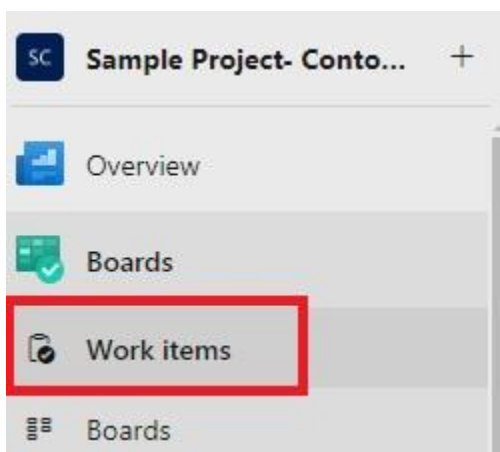 SC Sample Project- Conto... +
Overview
Boards
Work items
Boards